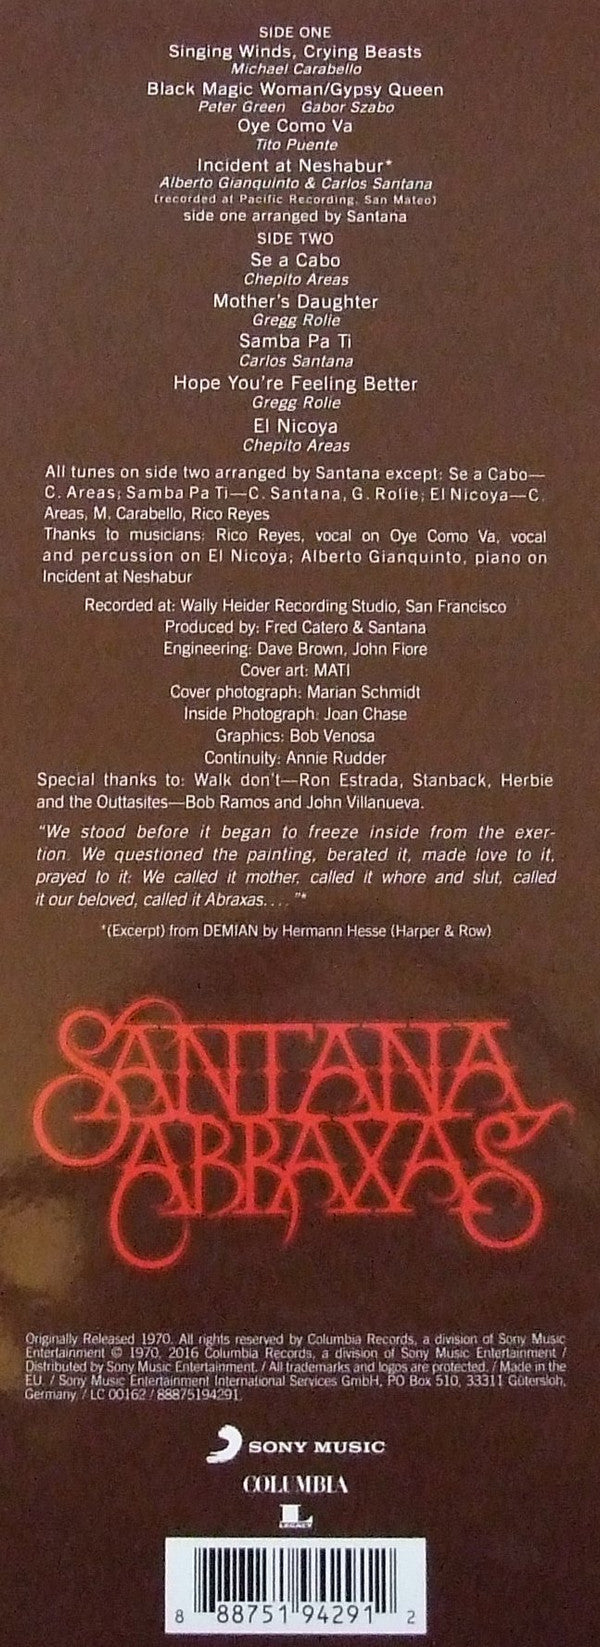 SIDE ONE
Singing Winds, Crying Beasts
Michael Carabello
Black Magic Woman/Gypsy Queen
Peter Green Gabor Szabo
Oye Como Va
Tito Puente
Incident at Neshabur*
Alberto Gianquinto & Carlos Santana
(recorded at Pacific Recording, San Mateo)
side one arranged by Santana
SIDE TWO
Se a Cabo
Chepito Areas
Mother's Daughter
Gregg Rolie
Samba Pa Ti
Carlos Santana
Hope You're Feeling Better
Gregg Rolie
El Nicoya
Chepito Areas
All tunes on side two arranged by Santana except: Se a Cabo—
C. Areas; Samba Pa Ti—C. Santana, G. Rolie; El Nicoya—C.
Areas, M. Carabello, Rico Reyes
Thanks to musicians: Rico Reyes, vocal on Oye Como Va, vocal
and percussion on El Nicoya; Alberto Gianquinto, piano on
Incident at Neshabur
Recorded at: Wally Heider Recording Studio, San Francisco
Produced by: Fred Catero & Santana
Engineering: Dave Brown, John Fiore
Cover art: MATI
Cover photograph: Marian Schmidt
Inside Photograph: Joan Chase
Graphics: Bob Venosa
Continuity: Annie Rudder
Special thanks to: Walk don't—Ron Estrada, Stanback, Herbie
and the Outtasites—Bob Ramos and John Villanueva.
"We stood before it began to freeze inside from the exer-
tion. We questioned the painting, berated it, made love to it,
prayed to it: We called it mother, called it whore and slut, called
it our beloved, called it Abraxas. . . . "*
*(Excerpt) from DEMIAN by Hermann Hesse (Harper & Row)
SANTANA
ABRAXAS
Originally Released 1970. All rights reserved by Columbia Records, a division of Sony Music
Entertainment © 1970, 2016 Columbia Records, a division of Sony Music Entertainment /
Distributed by Sony Music Entertainment. / All trademarks and logos are protected. / Made in the
EU. / Sony Music Entertainment International Services GmbH, PO Box 510, 33311 Gütersloh,
Germany. / LC 00162 / 88875194291
SONY MUSIC
COLUMBIA
L
LEGACY
8 88751 94291 2